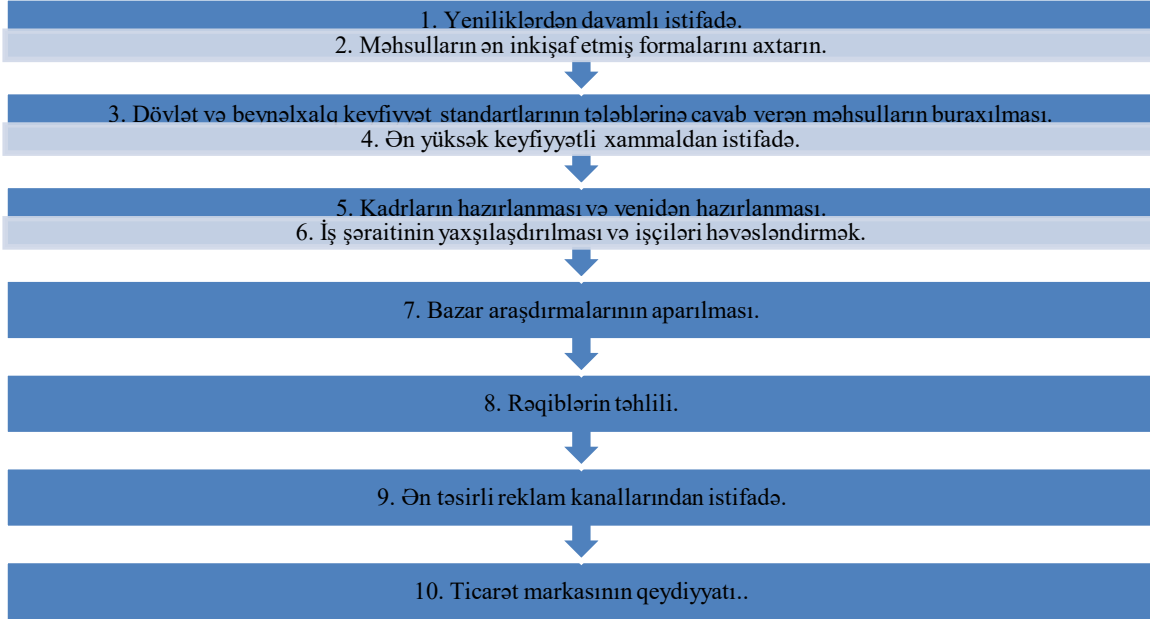 1. Yeniliklərdən davamlı istifadə.
2. Məhsulların ən inkişaf etmiş formalarını axtarın.
3. Dövlət və beynəlxalq keyfiyyət standartlarının tələblərinə cavab verən məhsulların buraxılması.
4. Ən yüksək keyfiyyətli xammaldan istifadə.
5. Kadrların hazırlanması və yenidən hazırlanması.
6. İş şəraitinin yaxşılaşdırılması və işçiləri həvəsləndirmək.
7. Bazar araşdırmalarının aparılması.
8. Rəqiblərin təhlili.
9. Ən təsirli reklam kanallarından istifadə.
10. Ticarət markasının qeydiyyatı..